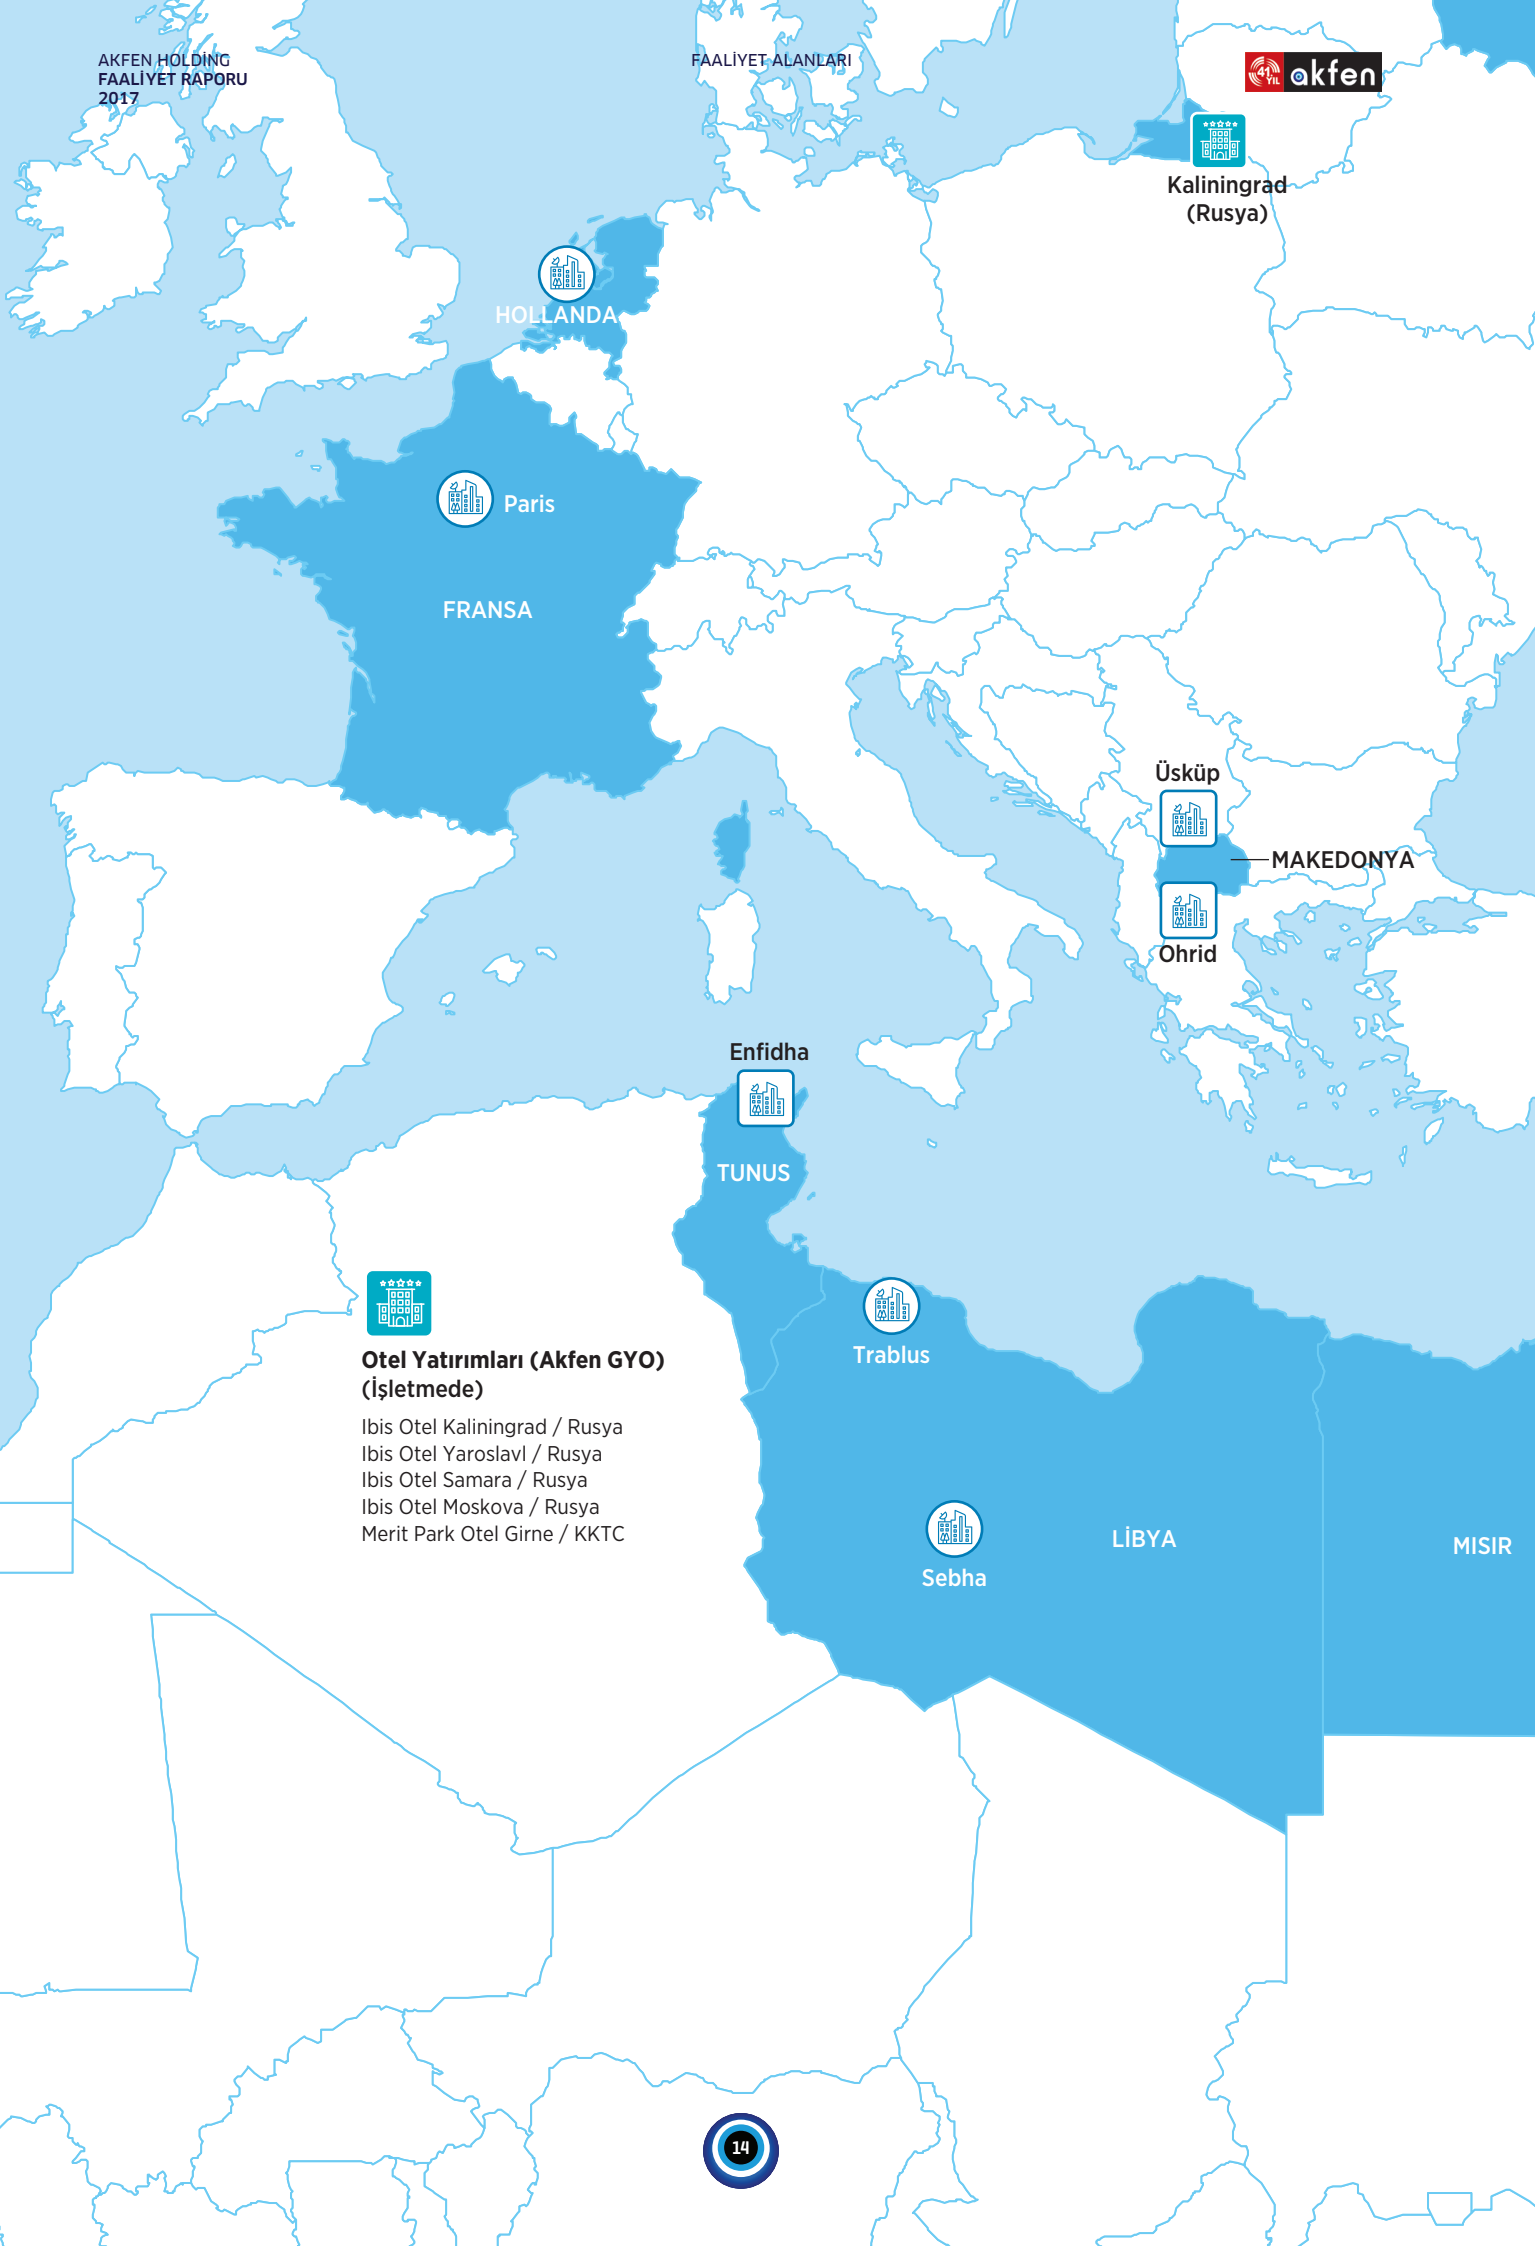 AKFEN HOLDİNG
FAALİYET RAPORU
2017
FAALİYET ALANLARI
41
YIL
akfen
Kaliningrad
(Rusya)
HOLLANDA
Paris
FRANSA
Üsküp
MAKEDONYA
Ohrid
Enfidha
TUNUS
Trablus
Otel Yatırımları (Akfen GYO)
(İşletmede)
Ibis Otel Kaliningrad / Rusya
Ibis Otel Yaroslavl / Rusya
Ibis Otel Samara / Rusya
Ibis Otel Moskova / Rusya
Merit Park Otel Girne / KKTC
Sebha
LİBYA
MISIR
14